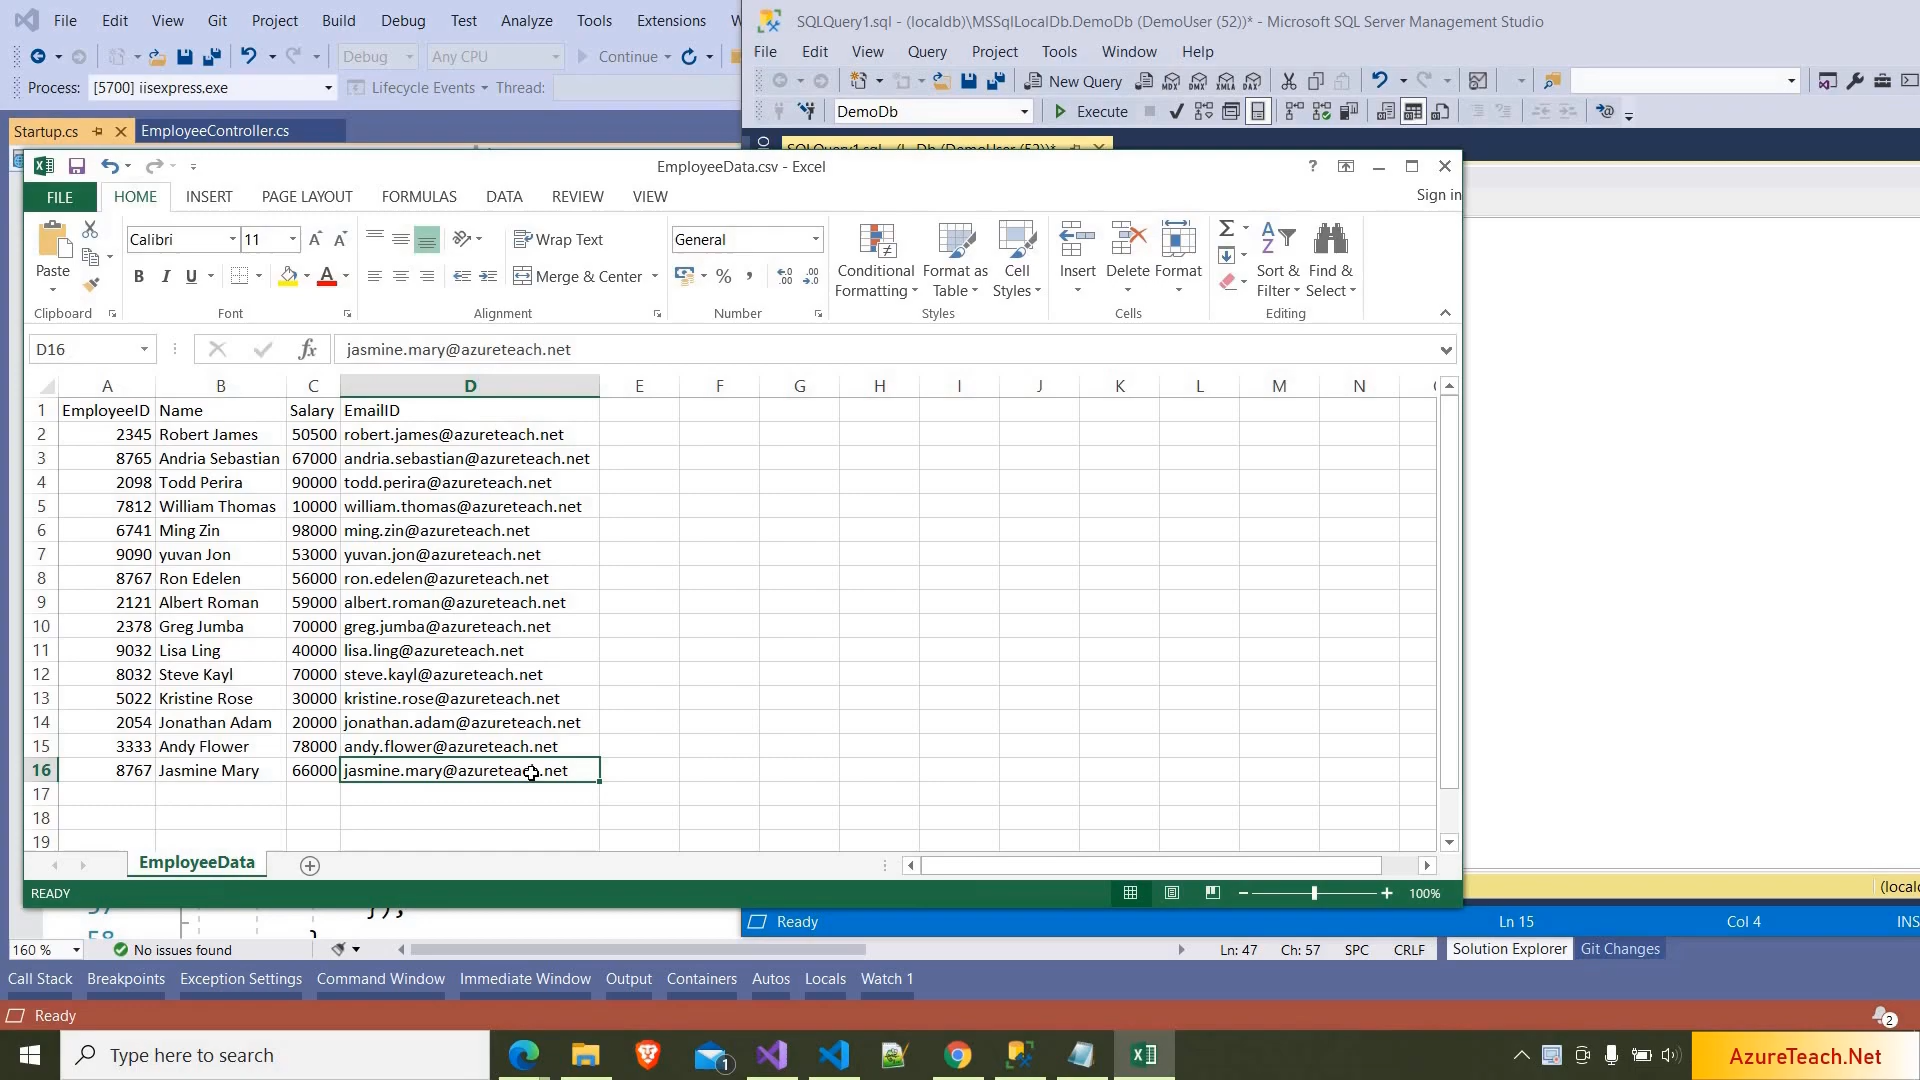 File Edit View Git Project Build Debug Test Analyze Tools Extensions W
Debug Any CPU Continue
Process: [5700] iisexpress.exe Lifecycle Events Thread:
Startup.cs EmployeeController.cs
SQLQuery1.sql - (localdb)\MSSqlLocalDb.DemoDb (DemoUser (52))* - Microsoft SQL Server Management Studio
File Edit View Query Project Tools Window Help
New Query
DemoDb Execute
EmployeeData.csv - Excel
FILE HOME INSERT PAGE LAYOUT FORMULAS DATA REVIEW VIEW Sign in
Calibri 11 Wrap Text General
Paste B I U Merge & Center % Conditional Formatting Format as Table Cell Styles Insert Delete Format Sort & Filter Find & Select
Clipboard Font Alignment Number Styles Cells Editing
D16 fx jasmine.mary@azureteach.net
A B C D E F G H I J K L M N
1 EmployeeID Name Salary EmailID
2 2345 Robert James 50500 robert.james@azureteach.net
3 8765 Andria Sebastian 67000 andria.sebastian@azureteach.net
4 2098 Todd Perira 90000 todd.perira@azureteach.net
5 7812 William Thomas 10000 william.thomas@azureteach.net
6 6741 Ming Zin 98000 ming.zin@azureteach.net
7 9090 yuvan Jon 53000 yuvan.jon@azureteach.net
8 8767 Ron Edelen 56000 ron.edelen@azureteach.net
9 2121 Albert Roman 59000 albert.roman@azureteach.net
10 2378 Greg Jumba 70000 greg.jumba@azureteach.net
11 9032 Lisa Ling 40000 lisa.ling@azureteach.net
12 8032 Steve Kayl 70000 steve.kayl@azureteach.net
13 5022 Kristine Rose 30000 kristine.rose@azureteach.net
14 2054 Jonathan Adam 20000 jonathan.adam@azureteach.net
15 3333 Andy Flower 78000 andy.flower@azureteach.net
16 8767 Jasmine Mary 66000 jasmine.mary@azureteach.net
17
18
19
EmployeeData
READY 100%
Ready Ln 15 Col 4 INS
58
160 % No issues found Ln: 47 Ch: 57 SPC CRLF Solution Explorer Git Changes
Call Stack Breakpoints Exception Settings Command Window Immediate Window Output Containers Autos Locals Watch 1
Ready 2
Type here to search 1 AzureTeach.Net